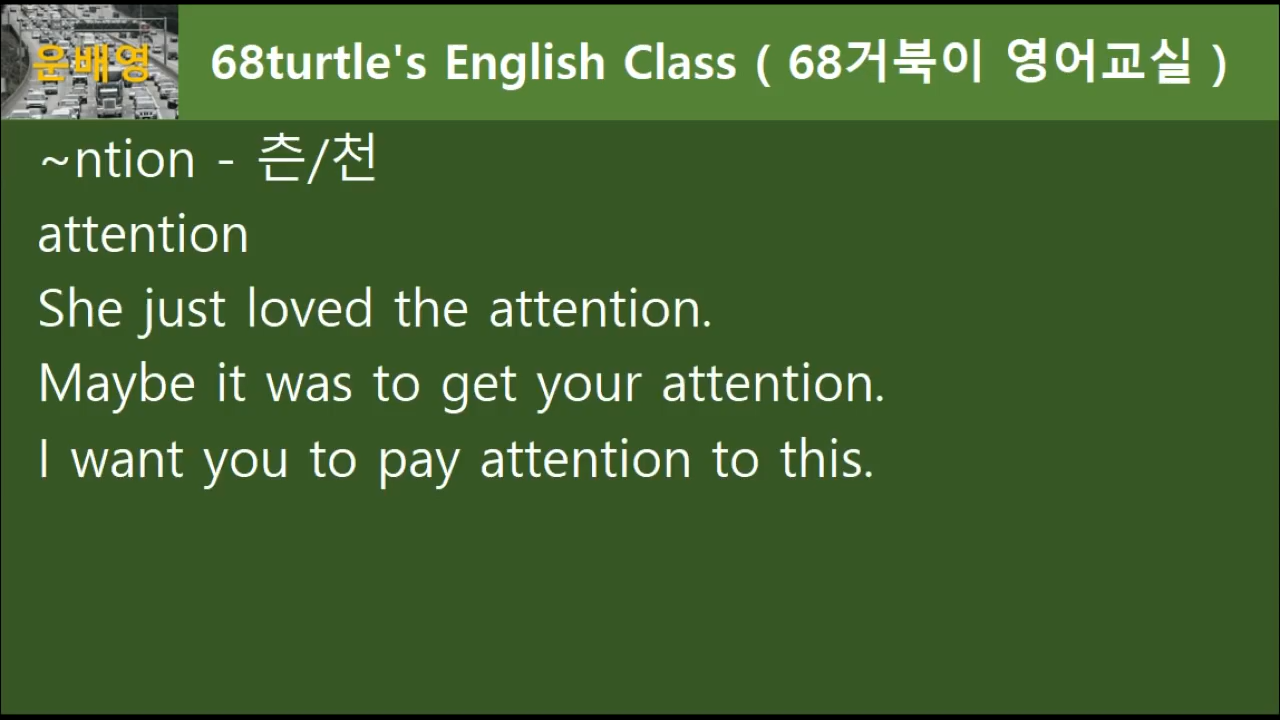 윤배영
68turtle's English Class ( 68거북이 영어교실 )
~ntion - 츤/천
attention
She just loved the attention.
Maybe it was to get your attention.
I want you to pay attention to this.